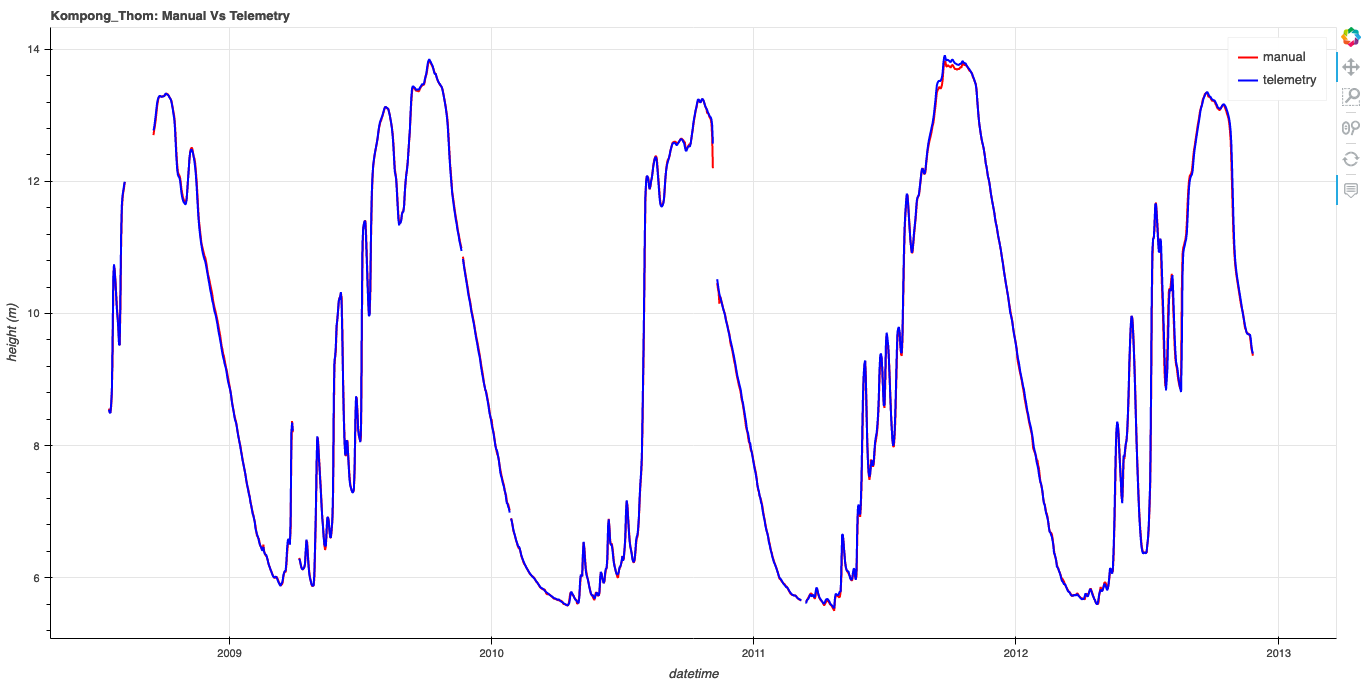 Kompong_Thom: Manual Vs Telemetry
manual
telemetry
14
12
10
8
6
height (m)
2009
2010
2011
2012
2013
datetime